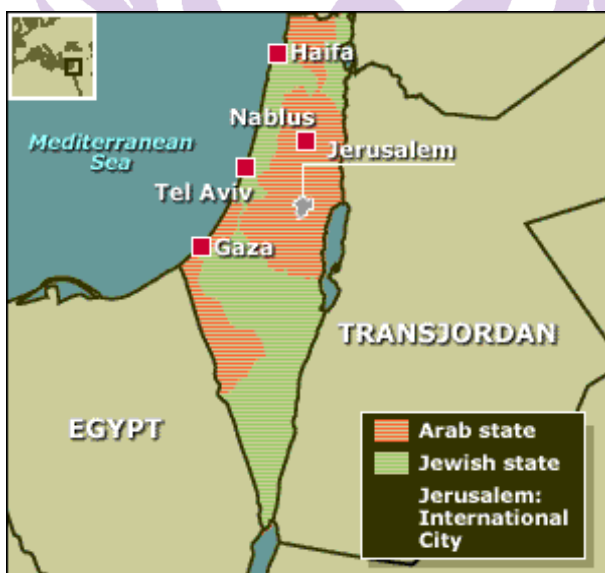 Haifa
Nablus
Mediterranean
Sea
Jerusalem
Tel Aviv
Gaza
TRANSJORDAN
EGYPT
Arab state
Jewish state
Jerusalem:
International
City